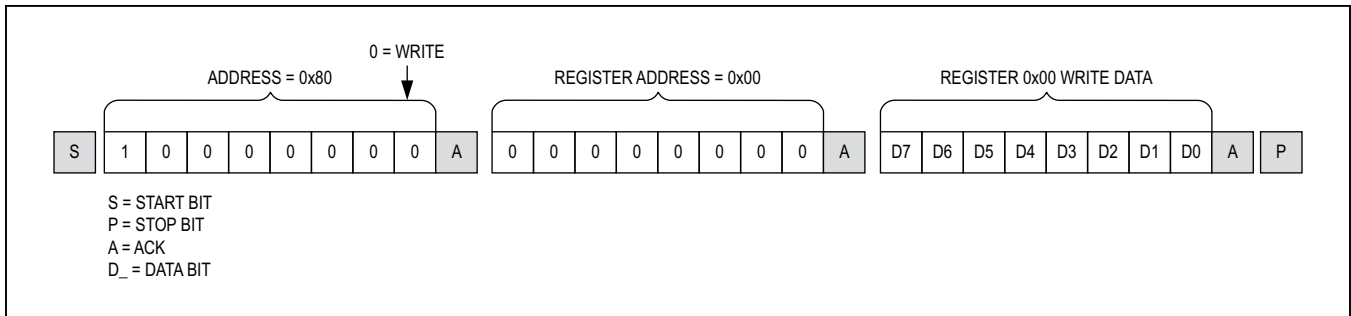 0 = WRITE
ADDRESS = 0x80 REGISTER ADDRESS = 0x00 REGISTER 0x00 WRITE DATA
S 1 0 0 0 0 0 0 0 A 0 0 0 0 0 0 0 0 A D7 D6 D5 D4 D3 D2 D1 D0 A P
S = START BIT
P = STOP BIT
A = ACK
D_ = DATA BIT